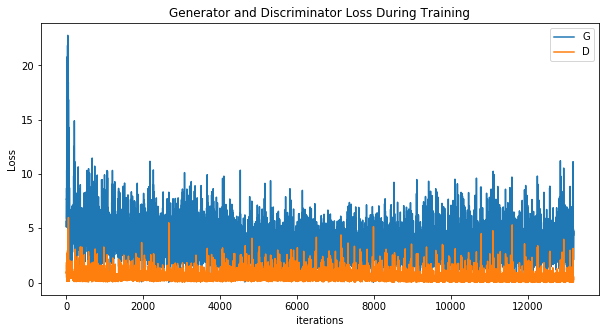 Generator and Discriminator Loss During Training
G
D
20
15
10
5
0
Loss
0 2000 4000 6000 8000 10000 12000
iterations